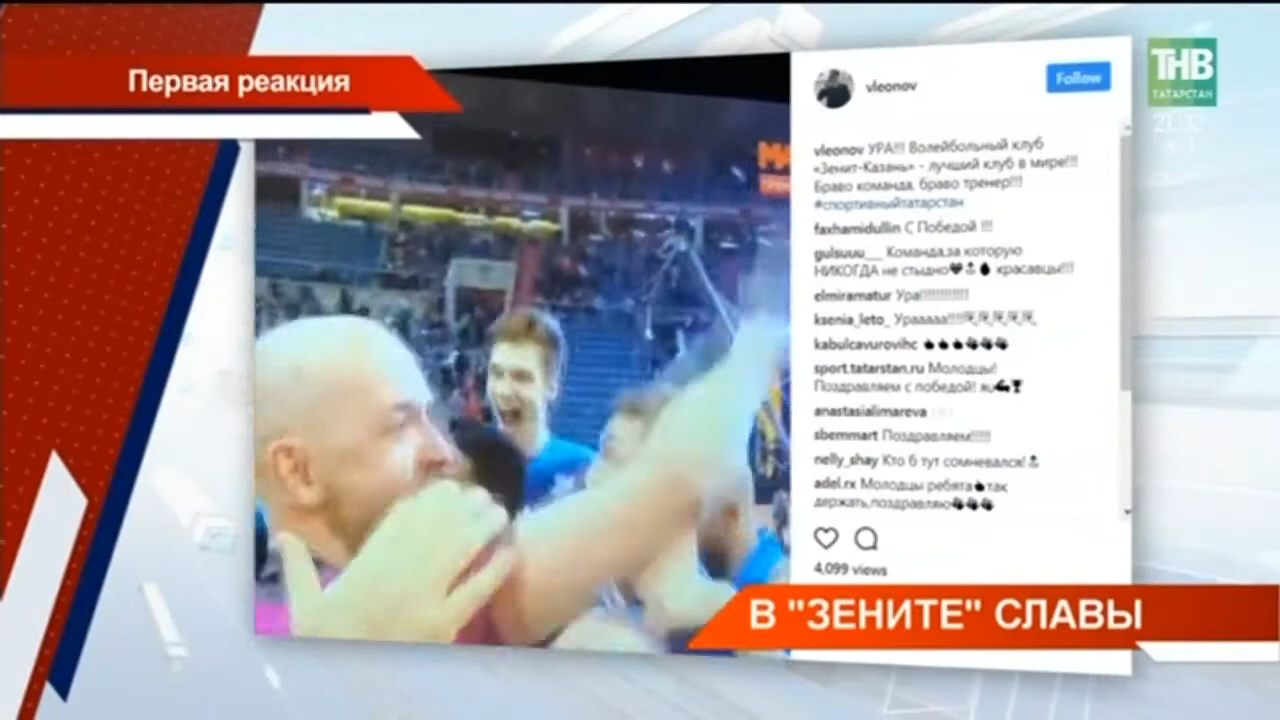 Первая реакция
ТНВ
ТАТАРСТАН
vleonov
Follow
vleonov УРА!!! Волейбольный клуб
«Зенит-Казань» - лучший клуб в мире!!!
Браво команда, браво тренер!!!
#спортивныйтатарстан
faxhamidullin С Победой !!!
gulsuuu__ Команда,за которую
НИКОГДА не стыдно красавцы!!!
elmiramatur Ура!!!!!!!!!!!!!
ksenia_leto_ Урааааа!!!!
kabulcavurovihc
sport.tatarstan.ru Молодцы!
Поздравляем с победой!
anastasialimareva
sbemmart Поздравляем!!!!!
nelly_shay Кто б тут сомневался!
adel.rx Молодцы ребята так
держать,поздравляю
4,099 views
В "ЗЕНИТЕ" СЛАВЫ